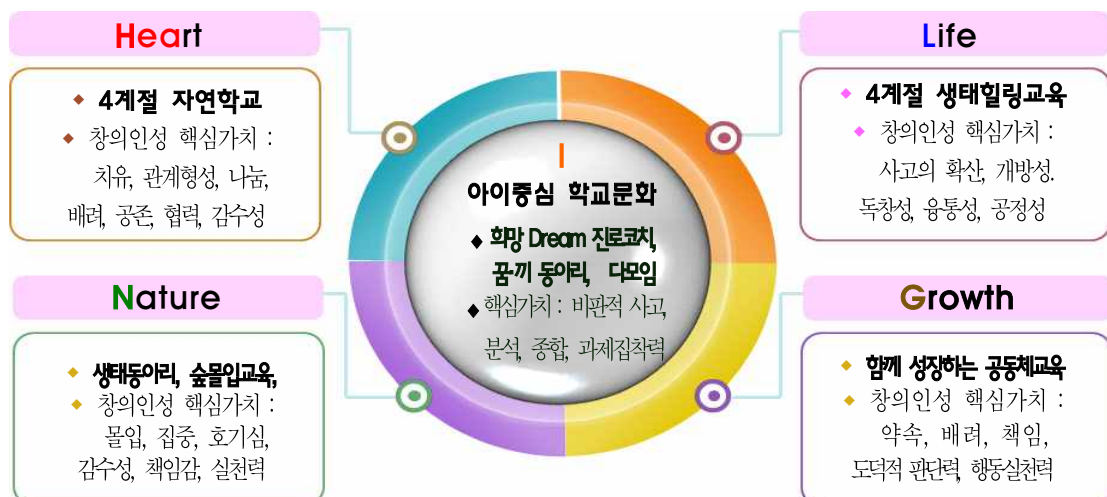 Heart
◆ 4계절 자연학교
◆ 창의인성 핵심가치 :
치유, 관계형성, 나눔,
배려, 공존, 협력, 감수성
Life
◆ 4계절 생태힐링교육
◆ 창의인성 핵심가치 :
사고의 확산, 개방성.
독창성, 융통성, 공정성
I
아이중심 학교문화
◆ 희망 Dream 진로코치,
꿈·끼 동아리, 다모임
◆ 핵심가치 : 비판적 사고,
분석, 종합, 과제집착력
Nature
◆ 생태동아리, 숲몰입교육,
◆ 창의인성 핵심가치 :
몰입, 집중, 호기심,
감수성, 책임감, 실천력
Growth
◆ 함께 성장하는 공동체교육
◆ 창의인성 핵심가치 :
약속, 배려, 책임,
도덕적 판단력, 행동실천력